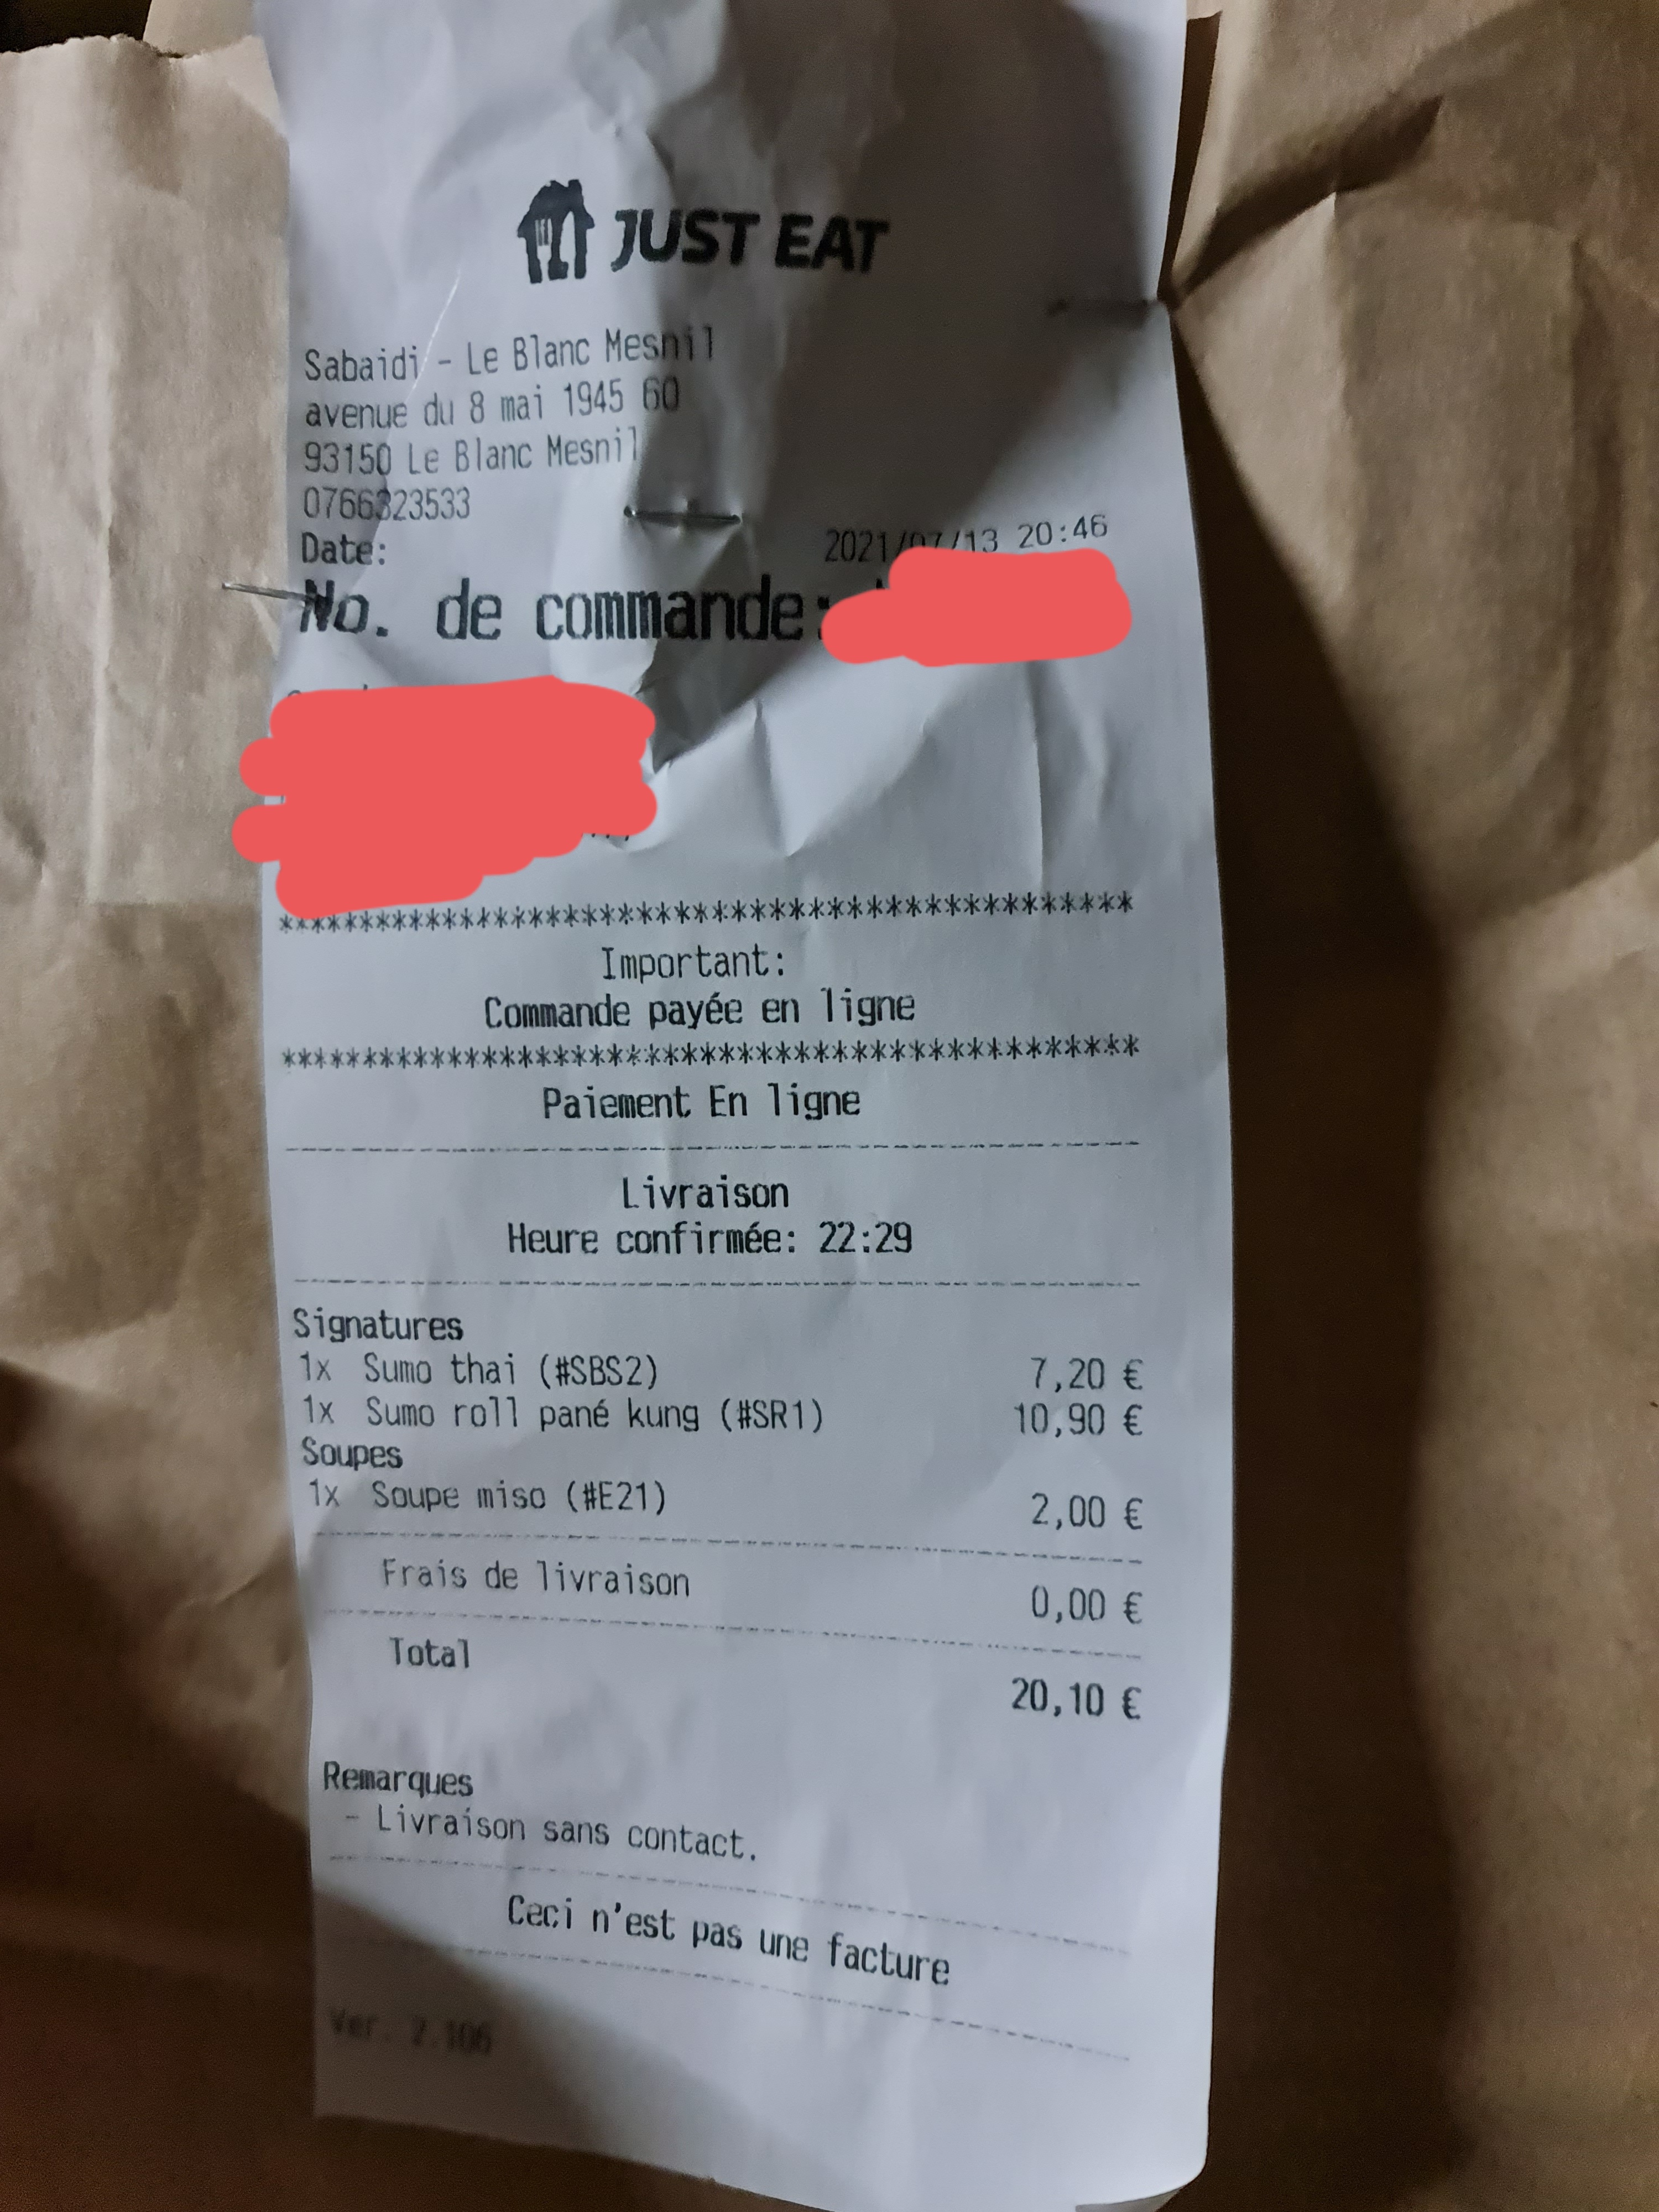 JUST EAT
Sabaidi - Le Blanc Mesnil
avenue du 8 mai 1945 60
93150 Le Blanc Mesnil
0766323533
Date: 2021/07/13 20:46
No. de commande:
********************************************
Important:
Commande payée en ligne
********************************************
Paiement En ligne
Livraison
Heure confirmée: 22:29
Signatures
1x Sumo thai (#SBS2) 7,20 €
1x Sumo roll pané kung (#SR1) 10,90 €
Soupes
1x Soupe miso (#E21) 2,00 €
Frais de livraison 0,00 €
Total 20,10 €
Remarques
- Livraison sans contact.
Ceci n'est pas une facture
Ver. 2.106